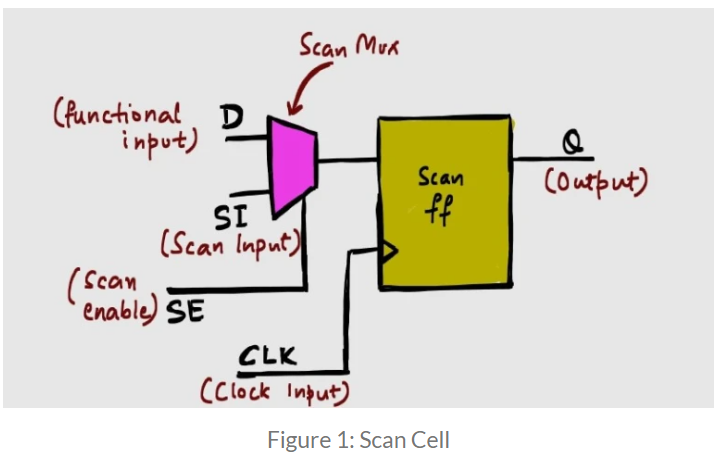 Scan Mux
(functional
input)
D
SI
(Scan Input)
(Scan
enable)
SE
CLK
(Clock Input)
Scan
ff
Q
(Output)
Figure 1: Scan Cell